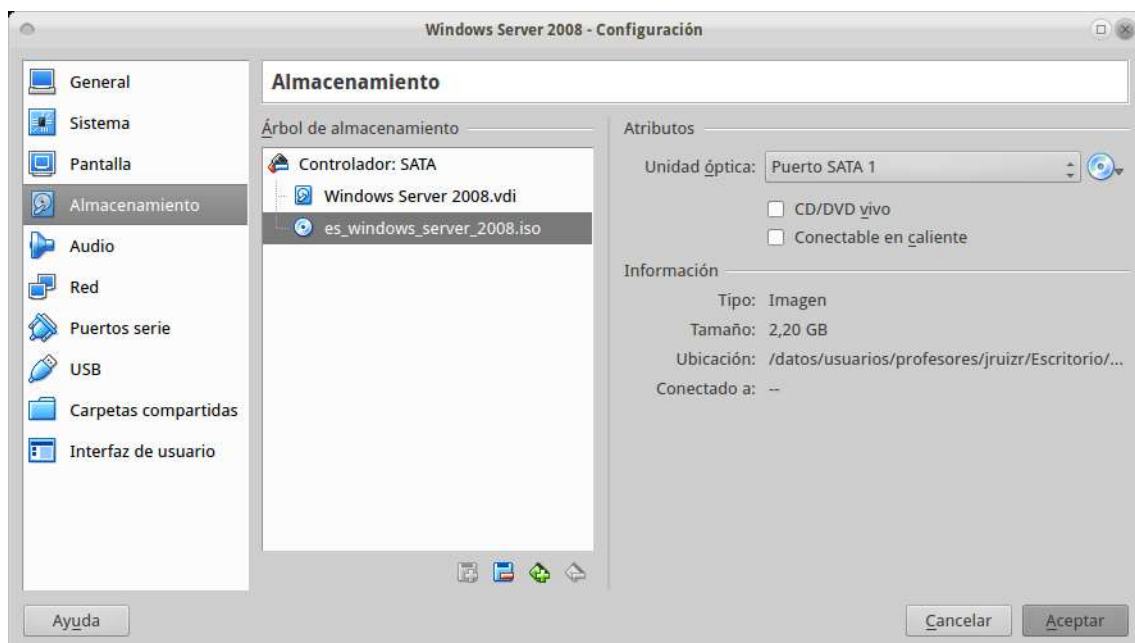 Windows Server 2008 - Configuración
General
Sistema
Pantalla
Almacenamiento
Audio
Red
Puertos serie
USB
Carpetas compartidas
Interfaz de usuario
Almacenamiento
Árbol de almacenamiento
Controlador: SATA
Windows Server 2008.vdi
es_windows_server_2008.iso
Atributos
Unidad óptica: Puerto SATA 1
CD/DVD vivo
Conectable en caliente
Información
Tipo: Imagen
Tamaño: 2,20 GB
Ubicación: /datos/usuarios/profesores/jruizr/Escritorio/...
Conectado a: --
Ayuda
Cancelar
Aceptar